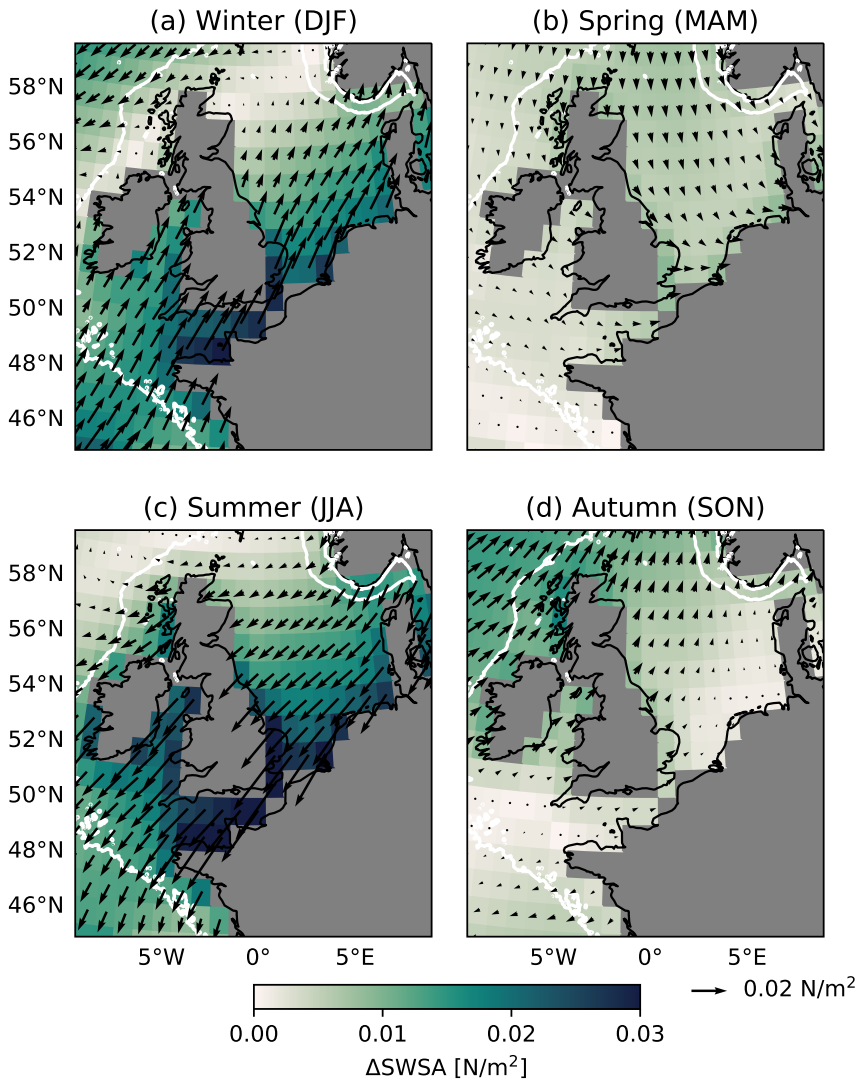 (a) Winter (DJF)
(b) Spring (MAM)
58°N
56°N
54°N
52°N
50°N
48°N
46°N
(c) Summer (JJA)
(d) Autumn (SON)
58°N
56°N
54°N
52°N
50°N
48°N
46°N
5°W 0° 5°E
5°W 0° 5°E
0.02 N/m²
0.00 0.01 0.02 0.03
ΔSWSA [N/m²]